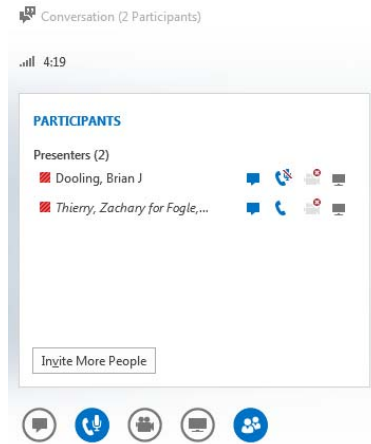 Conversation (2 Participants)
4:19
PARTICIPANTS
Presenters (2)
Dooling, Brian J
Thierry, Zachary for Fogle,...
Invite More People